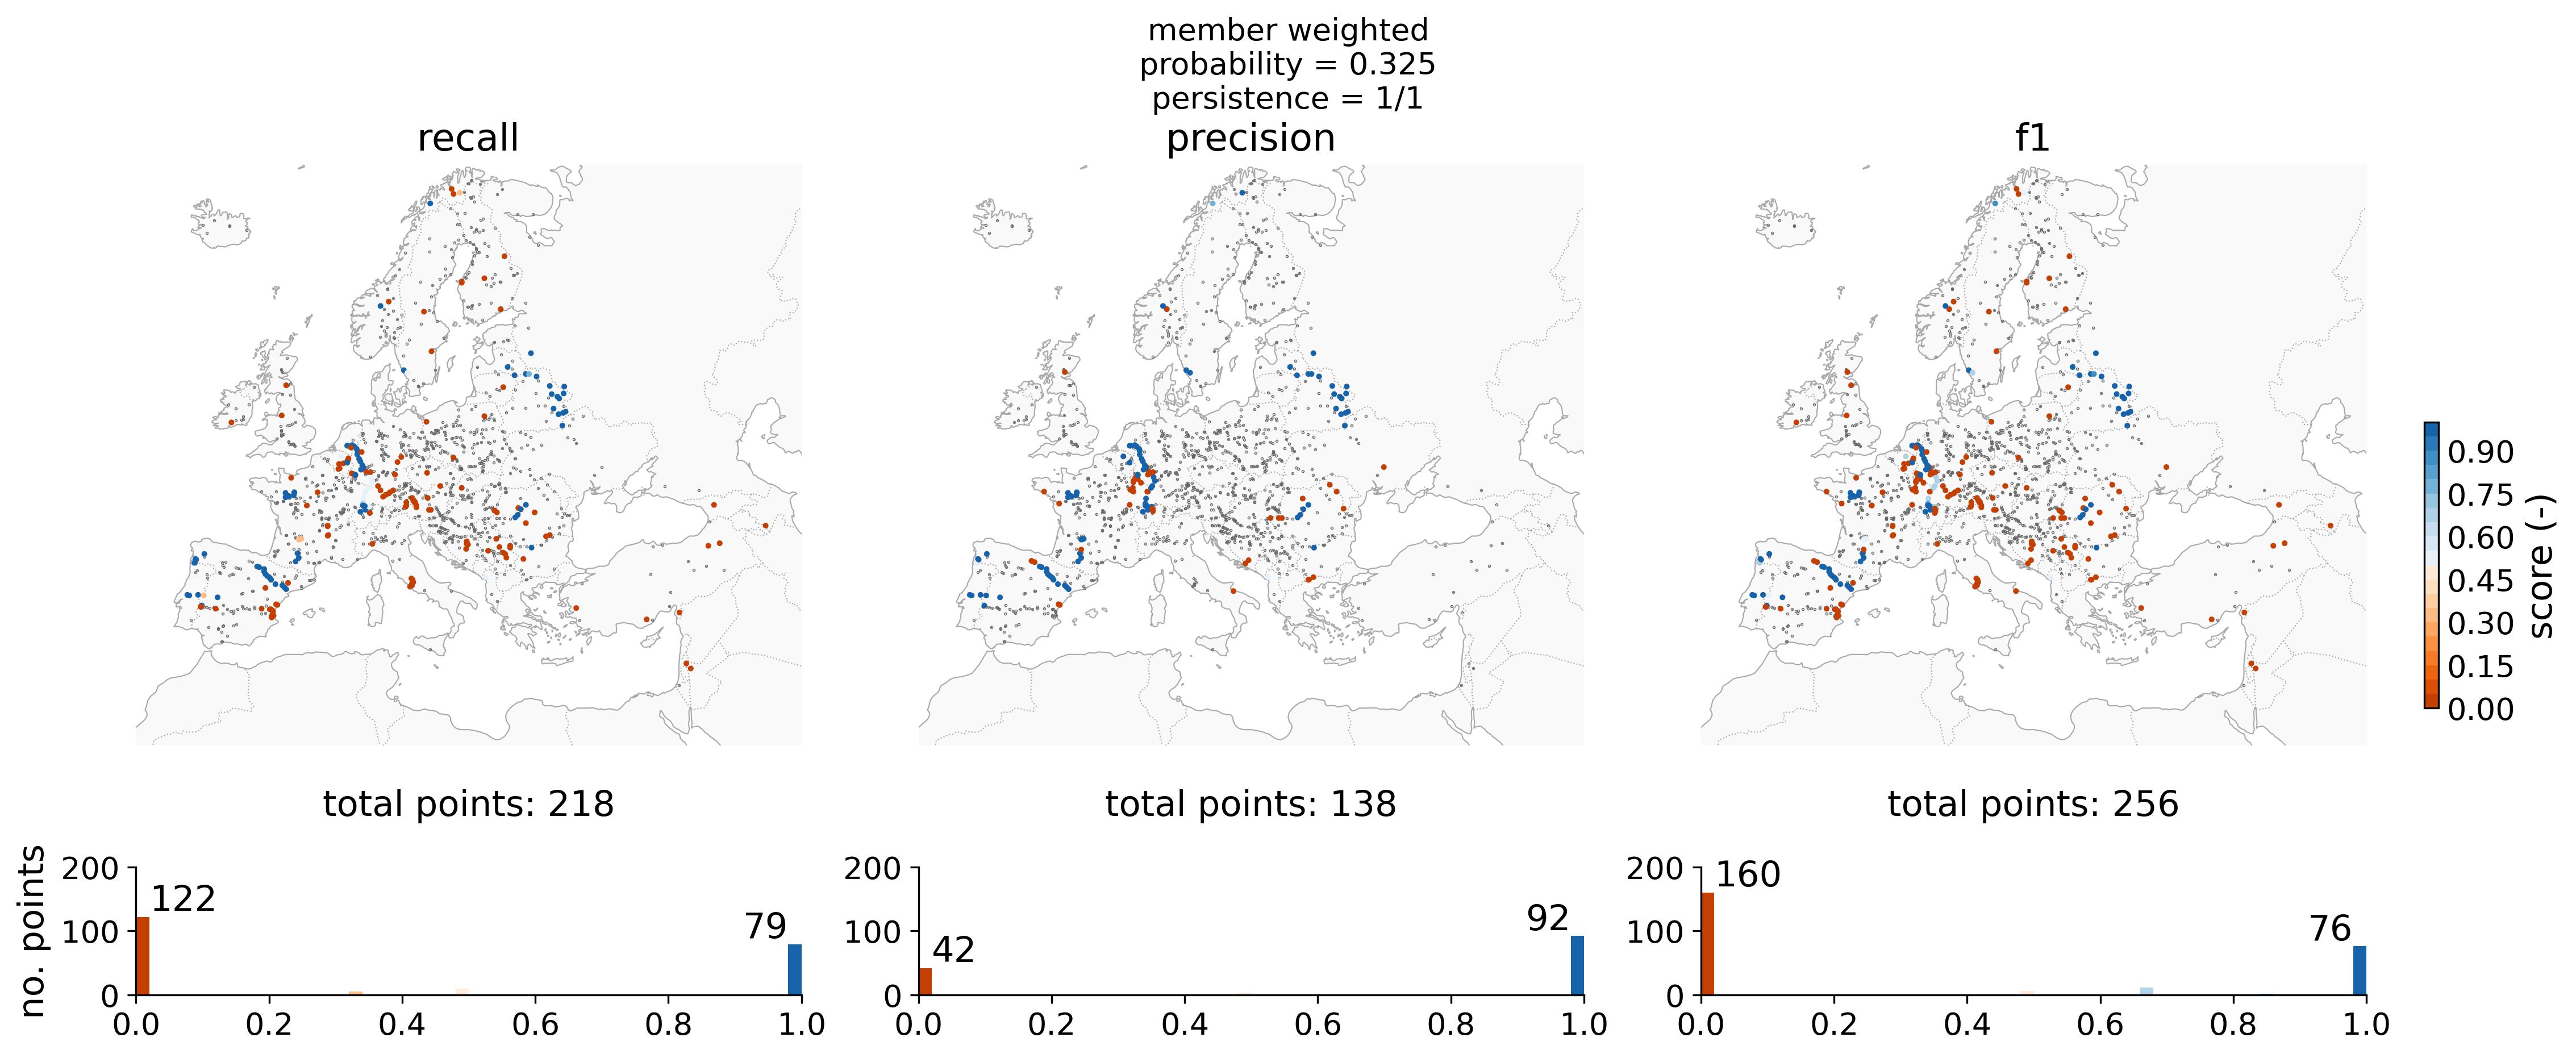 member weighted
probability = 0.325
persistence = 1/1
recall
precision
f1
0.90
0.75
0.60
0.45
0.30
0.15
0.00
score (-)
total points: 218
total points: 138
total points: 256
no. points
200
100
0
122
79
0.0 0.2 0.4 0.6 0.8 1.0
200
100
0
42
92
0.0 0.2 0.4 0.6 0.8 1.0
200
100
0
160
76
0.0 0.2 0.4 0.6 0.8 1.0